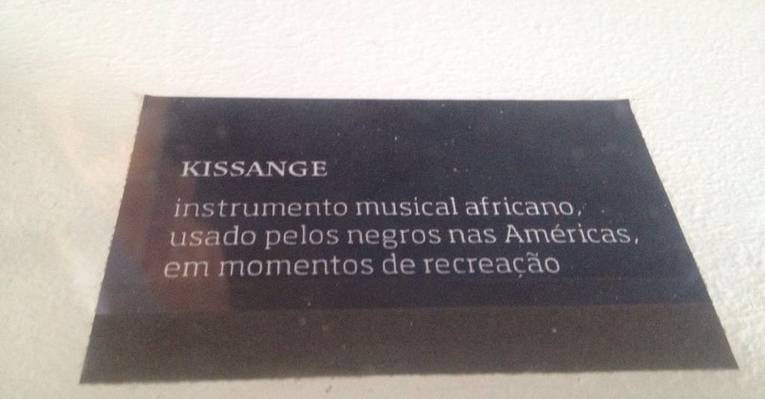 KISSANGE
instrumento musical africano,
usado pelos negros nas Américas,
em momentos de recreação